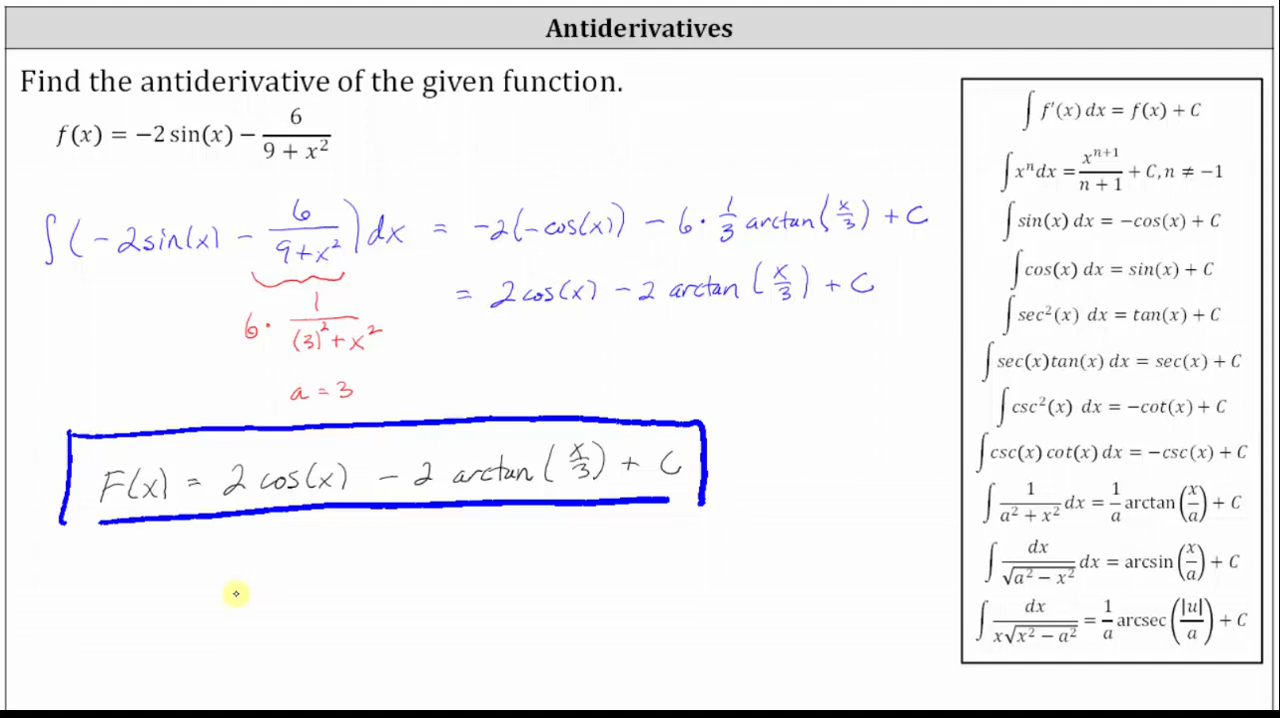 Antiderivatives
Find the antiderivative of the given function.
f(x) = −2 sin(x) − 6/(9 + x²)
∫(−2sin(x) − 6/(9+x²))dx = −2(−cos(x)) − 6 · 1/3 arctan(x/3) + C
= 2cos(x) − 2 arctan(x/3) + C
6 · 1/((3)² + x²)
a = 3
F(x) = 2 cos(x) − 2 arctan(x/3) + C
∫ f′(x) dx = f(x) + C
∫ xⁿdx = xⁿ⁺¹/(n + 1) + C, n ≠ −1
∫ sin(x) dx = −cos(x) + C
∫ cos(x) dx = sin(x) + C
∫ sec²(x) dx = tan(x) + C
∫ sec(x)tan(x) dx = sec(x) + C
∫ csc²(x) dx = −cot(x) + C
∫ csc(x) cot(x) dx = −csc(x) + C
∫ 1/(a² + x²) dx = 1/a arctan(x/a) + C
∫ dx/√(a² − x²) dx = arcsin(x/a) + C
∫ dx/(x√(x² − a²)) = 1/a arcsec(|u|/a) + C